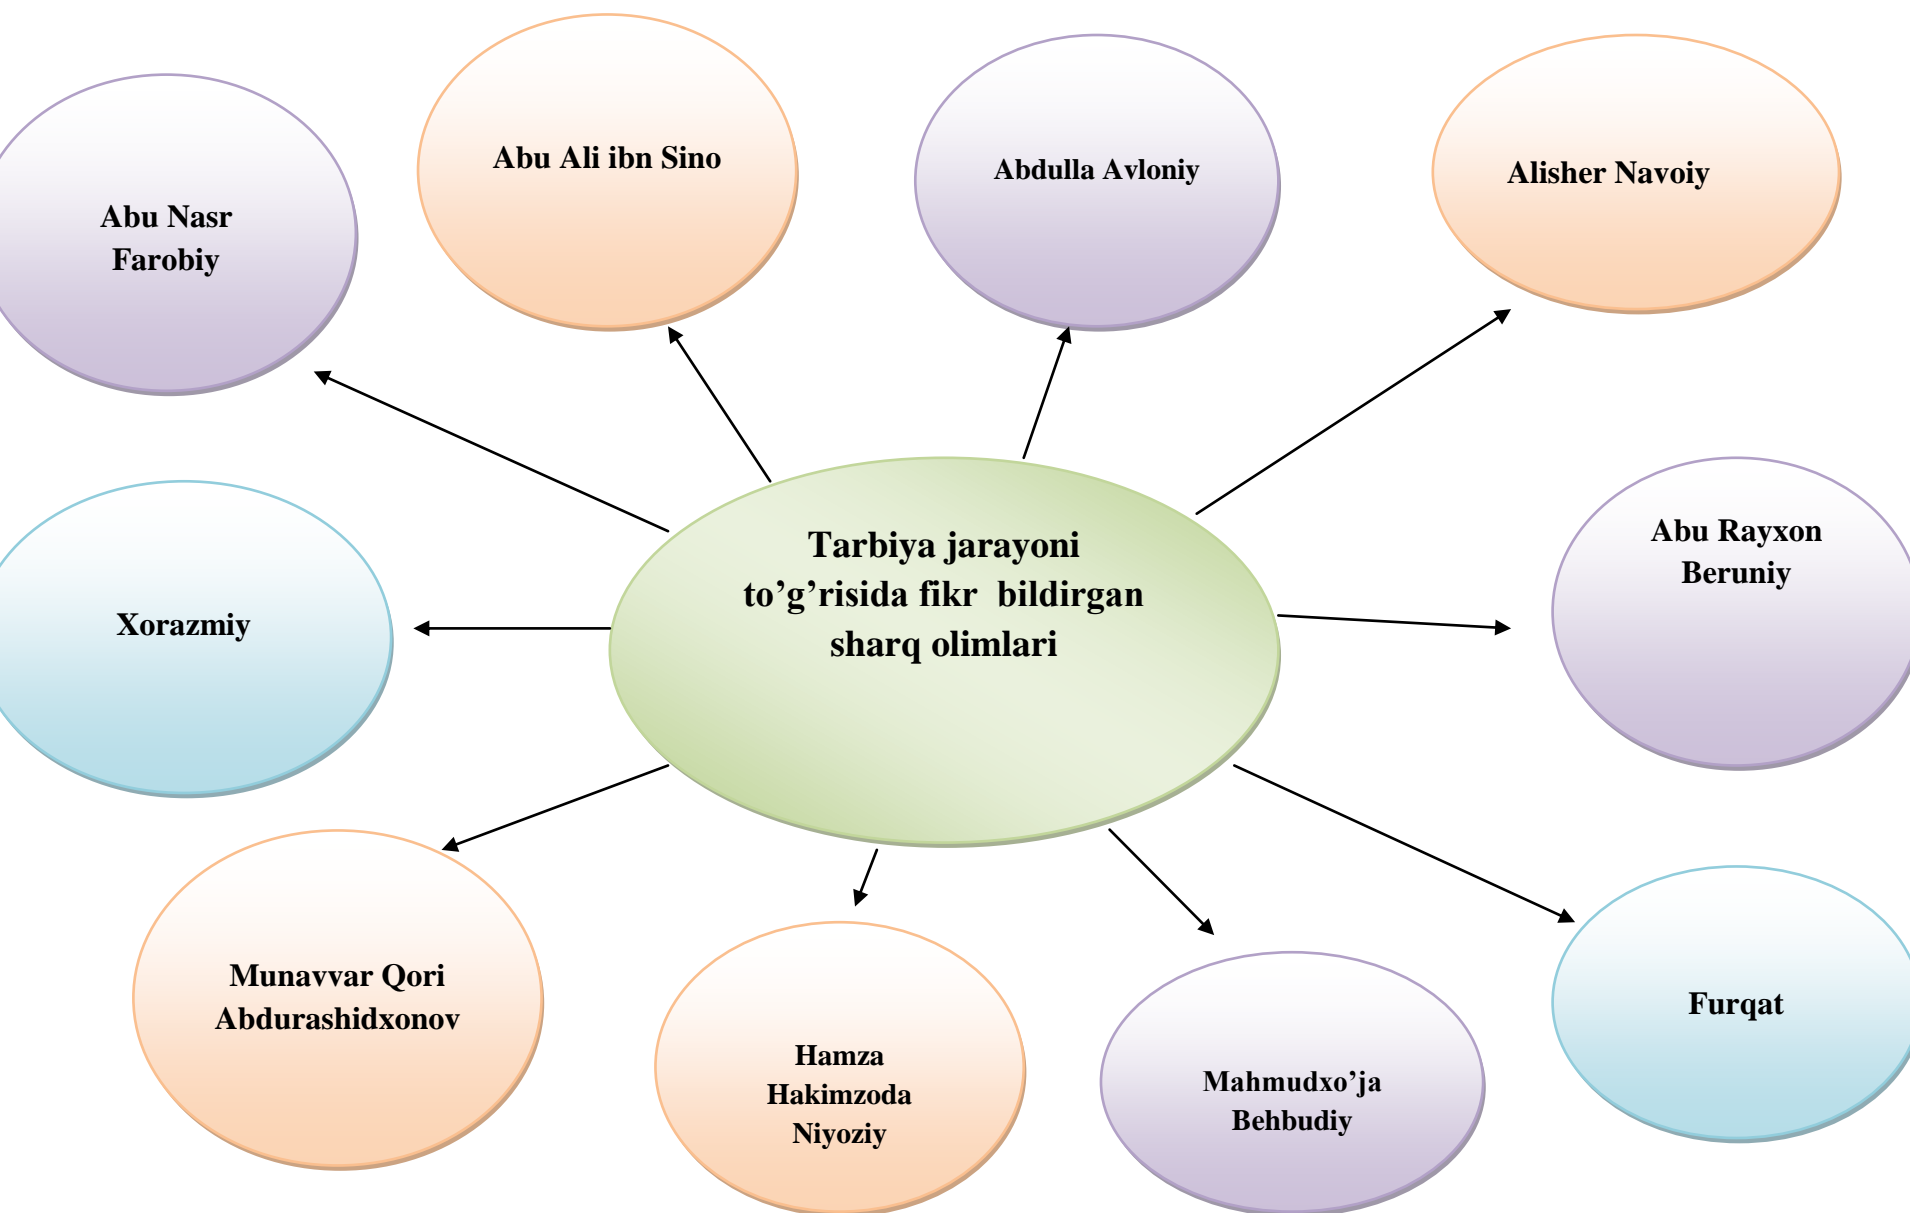 Abu Nasr
Farobiy
Abu Ali ibn Sino
Abdulla Avloniy
Alisher Navoiy
Tarbiya jarayoni
to’g’risida fikr  bildirgan
sharq olimlari
Xorazmiy
Abu Rayxon
Beruniy
Munavvar Qori
Abdurashidxonov
Hamza
Hakimzoda
Niyoziy
Mahmudxo’ja
Behbudiy
Furqat